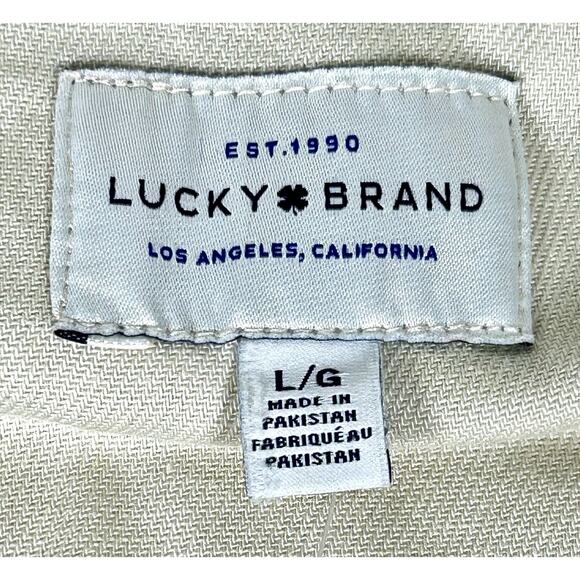 EST.1990
LUCKY BRAND
LOS ANGELES, CALIFORNIA
L/G
MADE IN
PAKISTAN
FABRIQUÉ AU
PAKISTAN